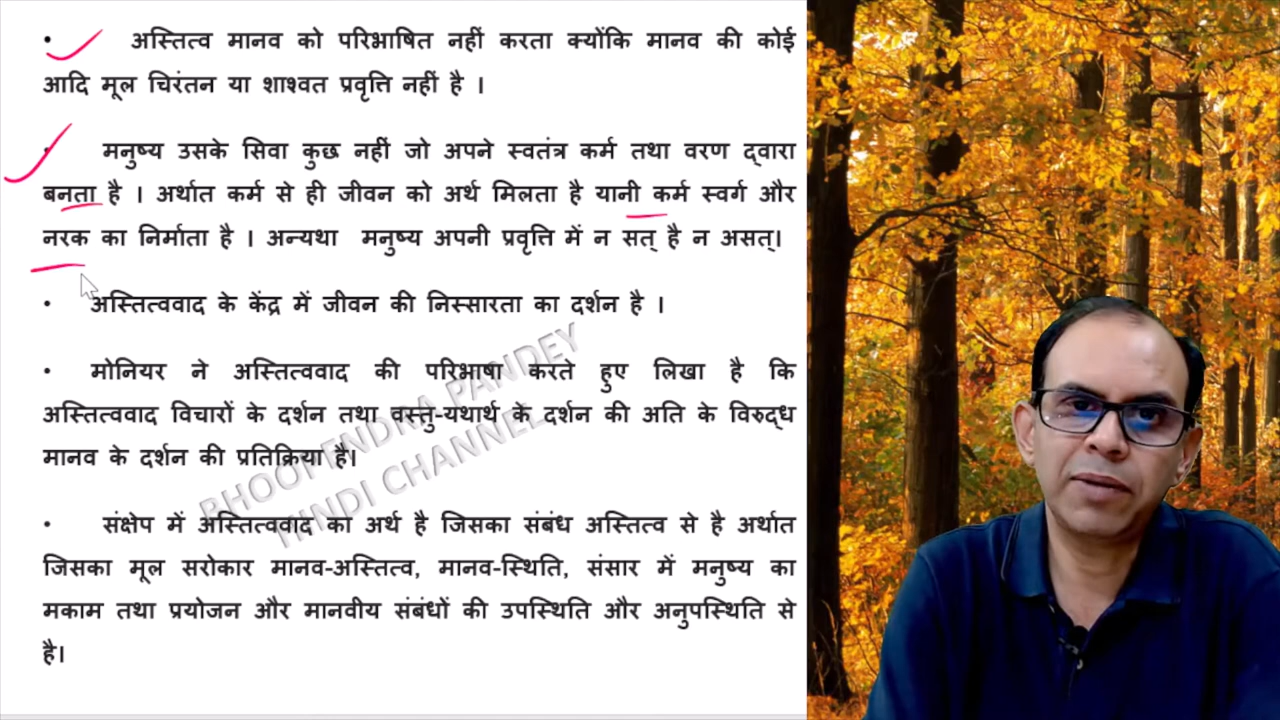 • अस्तित्व मानव को परिभाषित नहीं करता क्योंकि मानव की कोई
आदि मूल चिरंतन या शाश्वत प्रवृत्ति नहीं है ।
मनुष्य उसके सिवा कुछ नहीं जो अपने स्वतंत्र कर्म तथा वरण द्वारा
बनता है । अर्थात कर्म से ही जीवन को अर्थ मिलता है यानी कर्म स्वर्ग और
नरक का निर्माता है । अन्यथा मनुष्य अपनी प्रवृत्ति में न सत् है न असत्।
• अस्तित्ववाद के केंद्र में जीवन की निस्सारता का दर्शन है ।
• मोनियर ने अस्तित्ववाद की परिभाषा करते हुए लिखा है कि
अस्तित्ववाद विचारों के दर्शन तथा वस्तु-यथार्थ के दर्शन की अति के विरुद्ध
मानव के दर्शन की प्रतिक्रिया है।
• संक्षेप में अस्तित्ववाद का अर्थ है जिसका संबंध अस्तित्व से है अर्थात
जिसका मूल सरोकार मानव-अस्तित्व, मानव-स्थिति, संसार में मनुष्य का
मकाम तथा प्रयोजन और मानवीय संबंधों की उपस्थिति और अनुपस्थिति से
है।
BHOOPENDRA PANDEY
HINDI CHANNEL